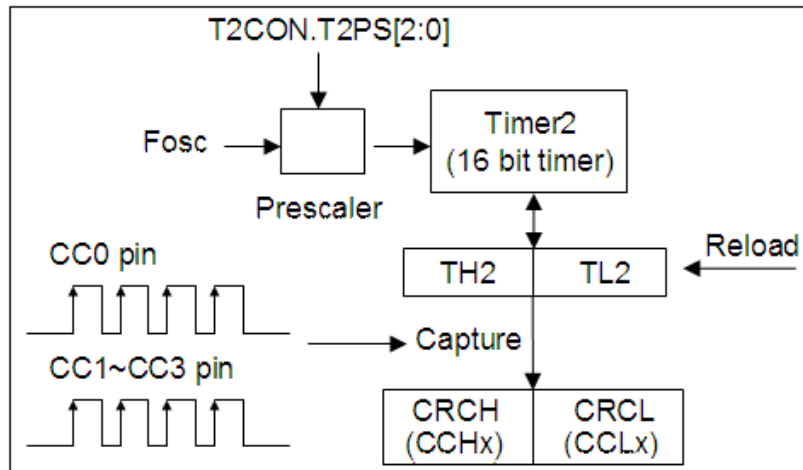 T2CON.T2PS[2:0]
Fosc
Prescaler
Timer2
(16 bit timer)
TH2
TL2
Reload
CC0 pin
Capture
CC1~CC3 pin
CRCH
(CCHx)
CRCL
(CCLx)